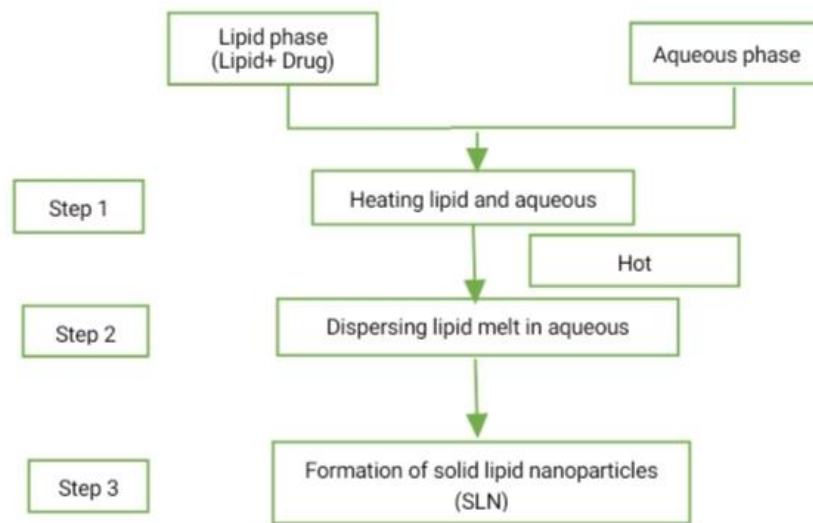 Lipid phase
(Lipid+ Drug)
Aqueous phase
Step 1
Heating lipid and aqueous
Hot
Step 2
Dispersing lipid melt in aqueous
Step 3
Formation of solid lipid nanoparticles
(SLN)